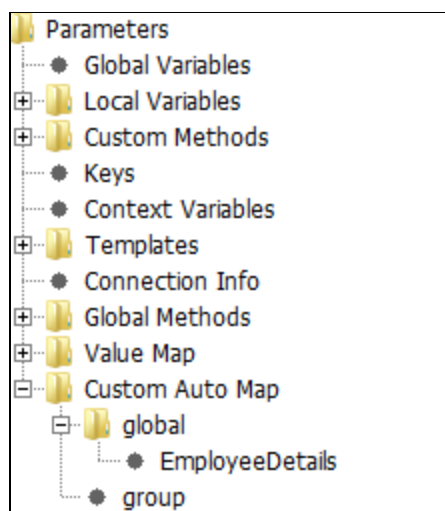 Parameters
Global Variables
Local Variables
Custom Methods
Keys
Context Variables
Templates
Connection Info
Global Methods
Value Map
Custom Auto Map
global
EmployeeDetails
group